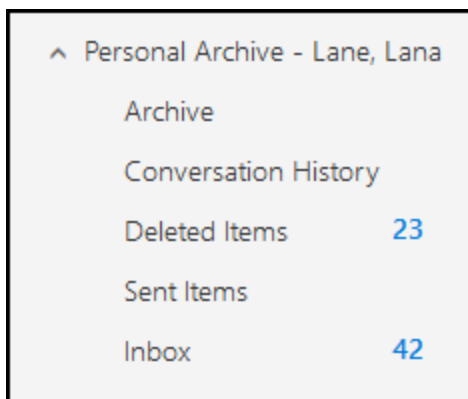 Personal Archive - Lane, Lana
Archive
Conversation History
Deleted Items 23
Sent Items
Inbox 42